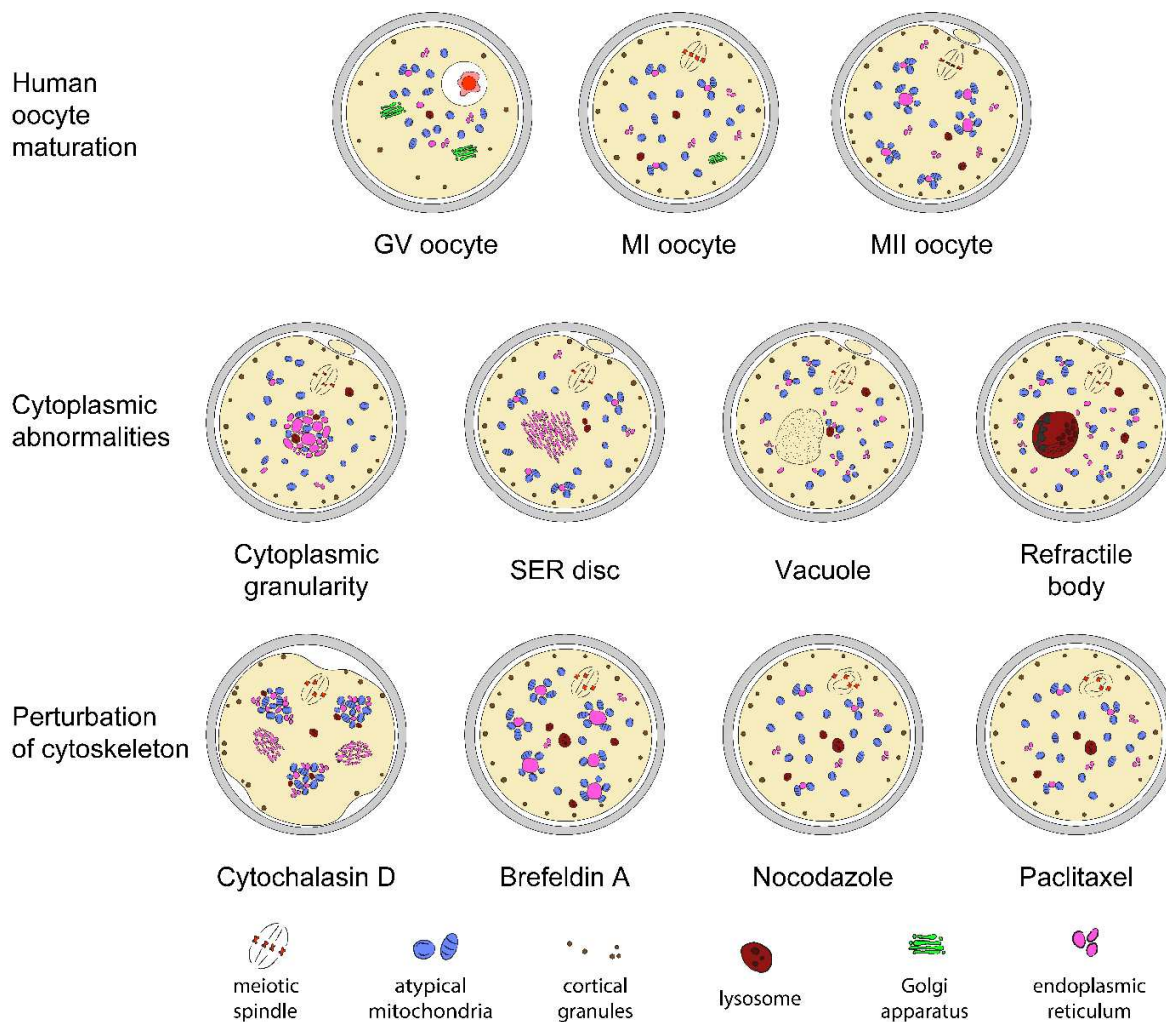 Human
oocyte
maturation
GV oocyte
MI oocyte
MII oocyte
Cytoplasmic
abnormalities
Cytoplasmic
granularity
SER disc
Vacuole
Refractile
body
Perturbation
of cytoskeleton
Cytochalasin D
Brefeldin A
Nocodazole
Paclitaxel
meiotic
spindle
atypical
mitochondria
cortical
granules
lysosome
Golgi
apparatus
endoplasmic
reticulum